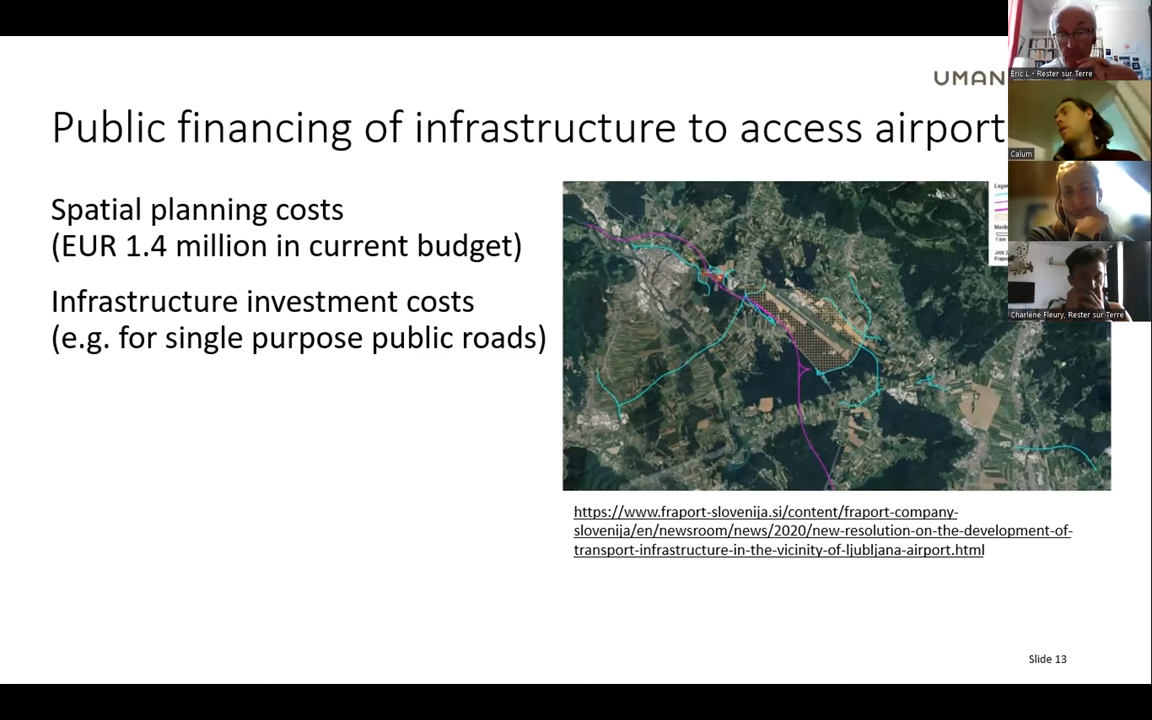 UMAN
Public financing of infrastructure to access airport
Spatial planning costs
(EUR 1.4 million in current budget)
Infrastructure investment costs
(e.g. for single purpose public roads)
https://www.fraport-slovenija.si/content/fraport-company-
slovenija/en/newsroom/news/2020/new-resolution-on-the-development-of-
transport-infrastructure-in-the-vicinity-of-ljubljana-airport.html
Slide 13
Eric L - Rester sur Terre
Calum
Charlène Fleury, Rester sur Terre